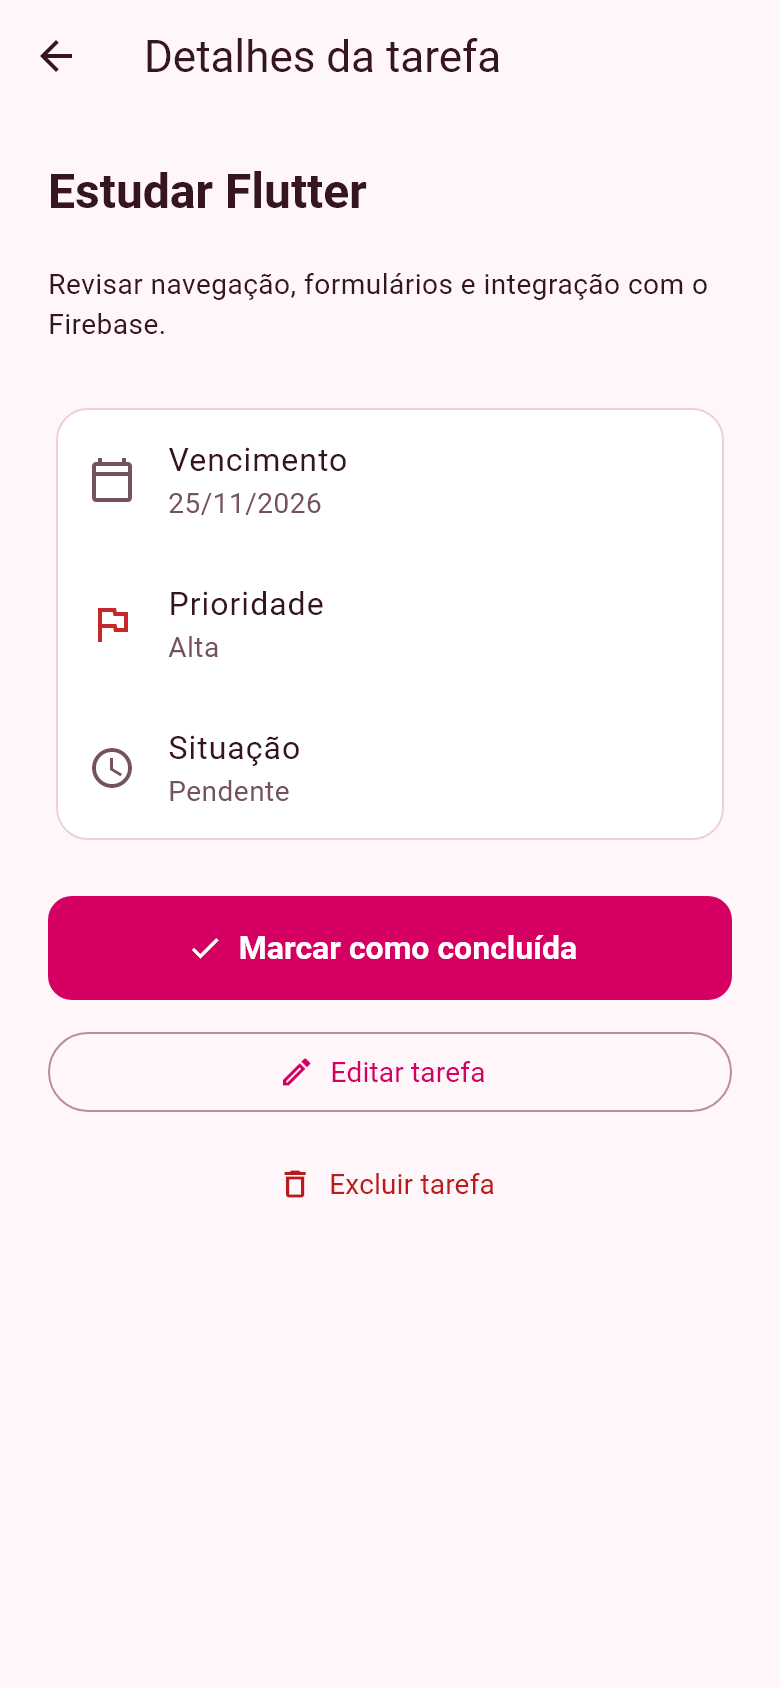 Detalhes da tarefa
Estudar Flutter
Revisar navegação, formulários e integração com o
Firebase.
Vencimento
25/11/2026
Prioridade
Alta
Situação
Pendente
Marcar como concluída
Editar tarefa
Excluir tarefa